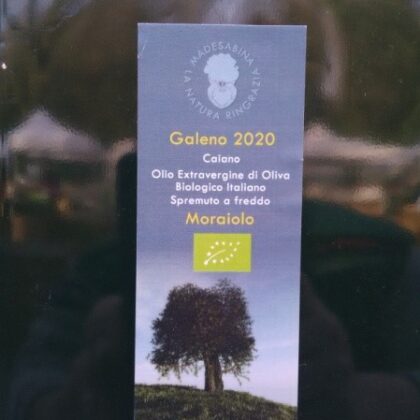 MADESABINA
LA NATURA RINGRAZIA
Galeno 2020
Caiano
Olio Extravergine di Oliva
Biologico Italiano
Spremuto a freddo
Moraiolo